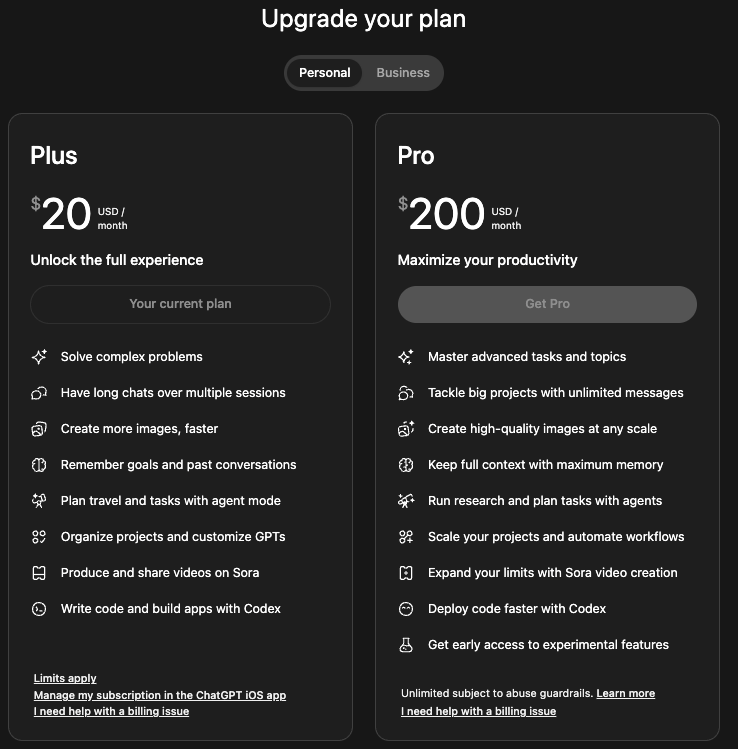 Upgrade your plan
Personal
Business
Plus
$20 USD /
month
Unlock the full experience
Your current plan
Solve complex problems
Have long chats over multiple sessions
Create more images, faster
Remember goals and past conversations
Plan travel and tasks with agent mode
Organize projects and customize GPTs
Produce and share videos on Sora
Write code and build apps with Codex
Limits apply
Manage my subscription in the ChatGPT iOS app
I need help with a billing issue
Pro
$200 USD /
month
Maximize your productivity
Get Pro
Master advanced tasks and topics
Tackle big projects with unlimited messages
Create high-quality images at any scale
Keep full context with maximum memory
Run research and plan tasks with agents
Scale your projects and automate workflows
Expand your limits with Sora video creation
Deploy code faster with Codex
Get early access to experimental features
Unlimited subject to abuse guardrails. Learn more
I need help with a billing issue